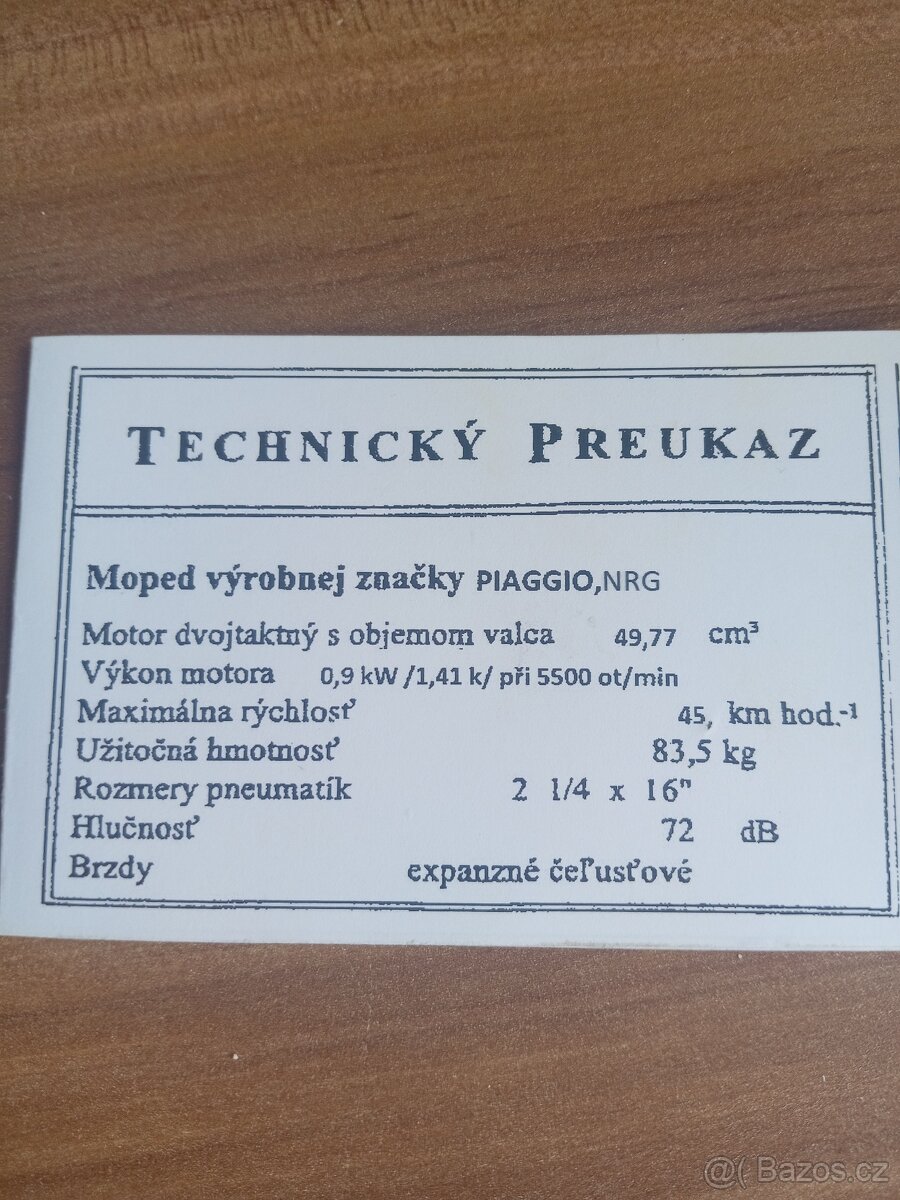 TECHNICKÝ PREUKAZ
Moped výrobnej značky PIAGGIO,NRG
Motor dvojtaktný s objemom valca 49,77 cm³
Výkon motora 0,9 kW /1,41 k/ při 5500 ot/min
Maximálna rýchlosť 45, km hod.-¹
Užitočná hmotnosť 83,5 kg
Rozmery pneumatík 2 1/4 x 16"
Hlučnosť 72 dB
Brzdy expanzné čeľusťové
@( Bazos.cz